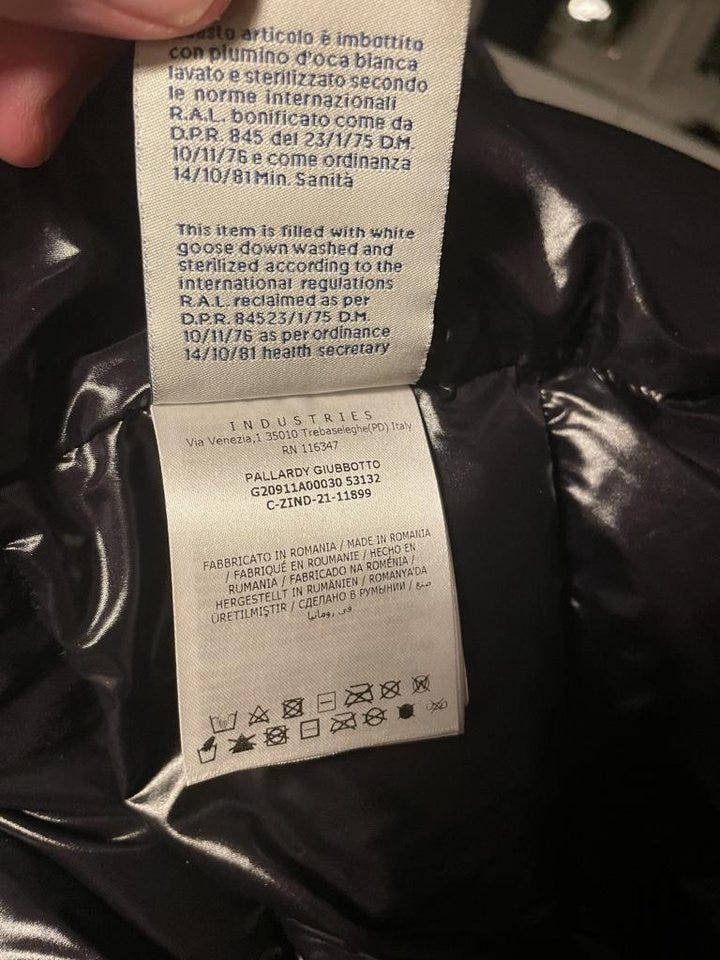 articolo è imbottito
con piumino d'oca bianca
lavato e sterilizzato secondo
le norme internazionali
R.A.L. bonificato come da
D.P.R. 845 del 23/1/75 D.M.
10/11/76 e come ordinanza
14/10/81 Min. Sanità
This item is filled with white
goose down washed and
sterilized according to the
international regulations
R.A.L. reclaimed as per
D.P.R. 84523/1/75 D.M.
10/11/76 as per ordinance
14/10/81 health secretary
INDUSTRIES
Via Venezia,1 35010 Trebaseleghe(PD) Italy
RN 116347
PALLARDY GIUBBOTTO
G20911A00030 53132
C-ZIND-21-11899
FABBRICATO IN ROMANIA / MADE IN ROMANIA
/ FABRIQUÉ EN ROUMANIE / HECHO EN
RUMANIA / FABRICADO NA ROMÉNIA /
HERGESTELLT IN RUMÄNIEN / ROMANYA'DA
ÜRETILMIŞTIR / СДЕЛАНО В РУМЫНИИ / صنع
في رومانيا